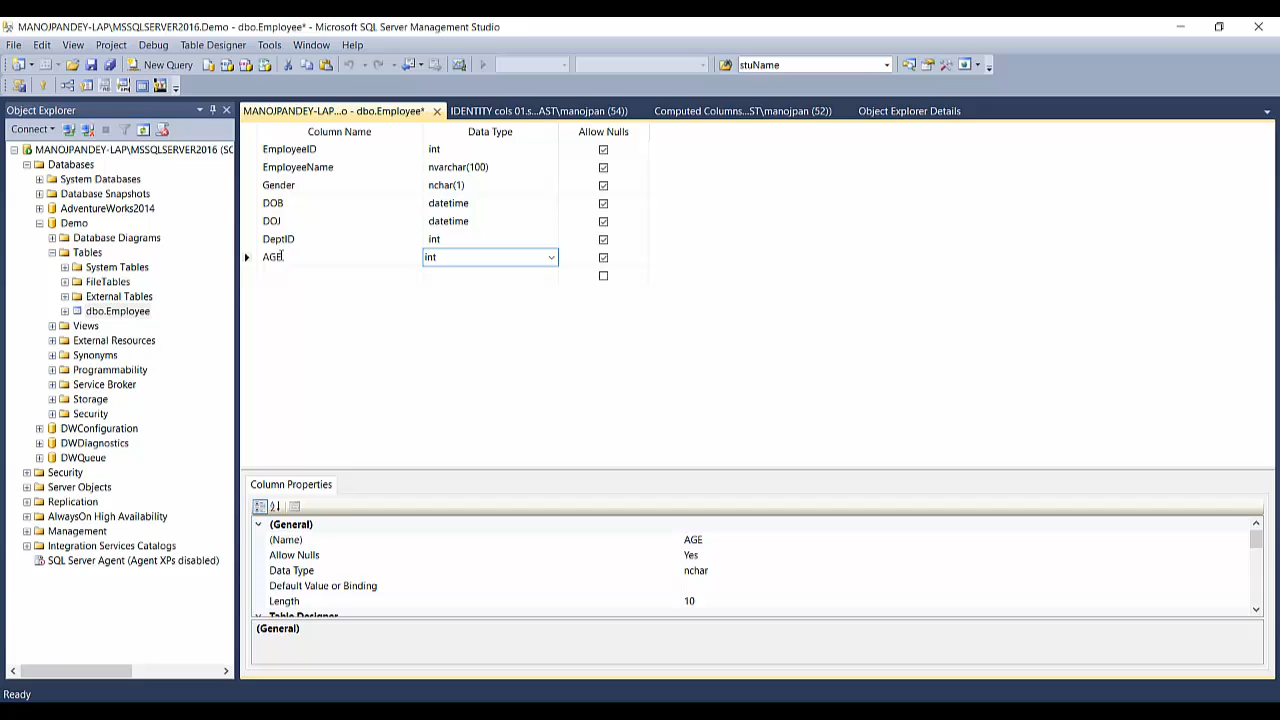 MANOJPANDEY-LAP\MSSQLSERVER2016.Demo - dbo.Employee* - Microsoft SQL Server Management Studio
File Edit View Project Debug Table Designer Tools Window Help
New Query stuName
Object Explorer
MANOJPANDEY-LAP...o - dbo.Employee* IDENTITY cols 01.s...AST\manojpan (54)) Computed Columns...ST\manojpan (52)) Object Explorer Details
Connect
Column Name Data Type Allow Nulls
MANOJPANDEY-LAP\MSSQLSERVER2016 (SC
Databases
System Databases
Database Snapshots
AdventureWorks2014
Demo
Database Diagrams
Tables
System Tables
FileTables
External Tables
dbo.Employee
Views
External Resources
Synonyms
Programmability
Service Broker
Storage
Security
DWConfiguration
DWDiagnostics
DWQueue
Security
Server Objects
Replication
AlwaysOn High Availability
Management
Integration Services Catalogs
SQL Server Agent (Agent XPs disabled)
EmployeeID int
EmployeeName nvarchar(100)
Gender nchar(1)
DOB datetime
DOJ datetime
DeptID int
AGE int
Column Properties
(General)
(Name) AGE
Allow Nulls Yes
Data Type nchar
Default Value or Binding
Length 10
Table Designer
(General)
Ready